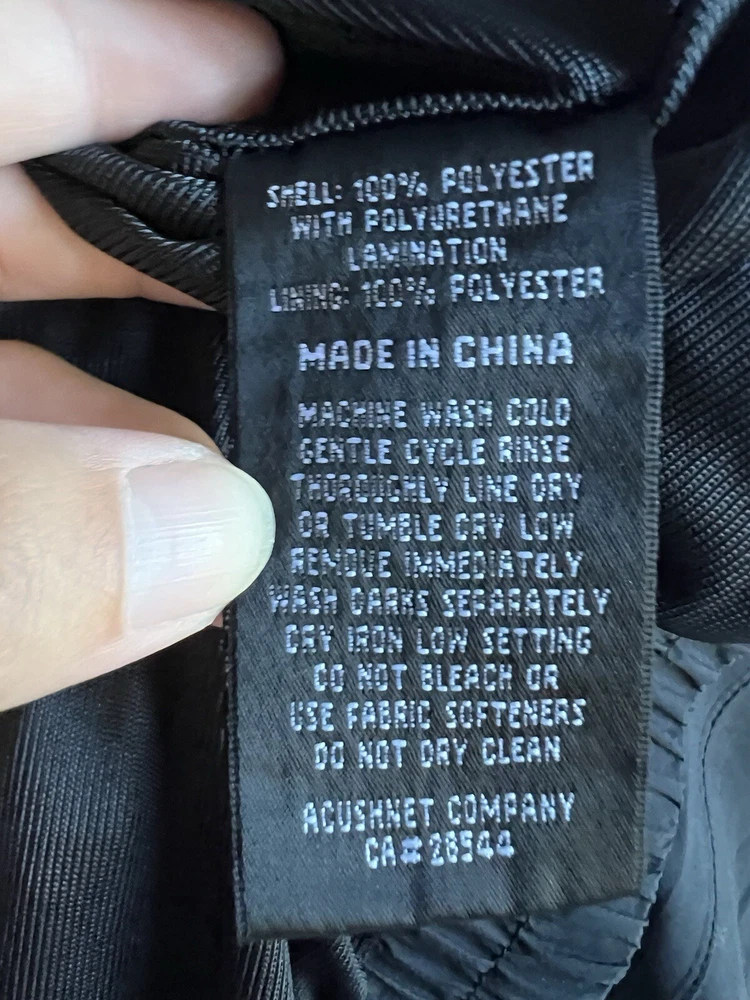 SHELL: 100% POLYESTER
WITH POLYURETHANE
LAMINATION
LINING: 100% POLYESTER
MADE IN CHINA
MACHINE WASH COLD
GENTLE CYCLE RINSE
THOROUGHLY LINE DRY
OR TUMBLE DRY LOW
REMOVE IMMEDIATELY
WASH DARKS SEPARATELY
DRY IRON LOW SETTING
DO NOT BLEACH OR
USE FABRIC SOFTENERS
DO NOT DRY CLEAN
ACUSHNET COMPANY
CA#26544